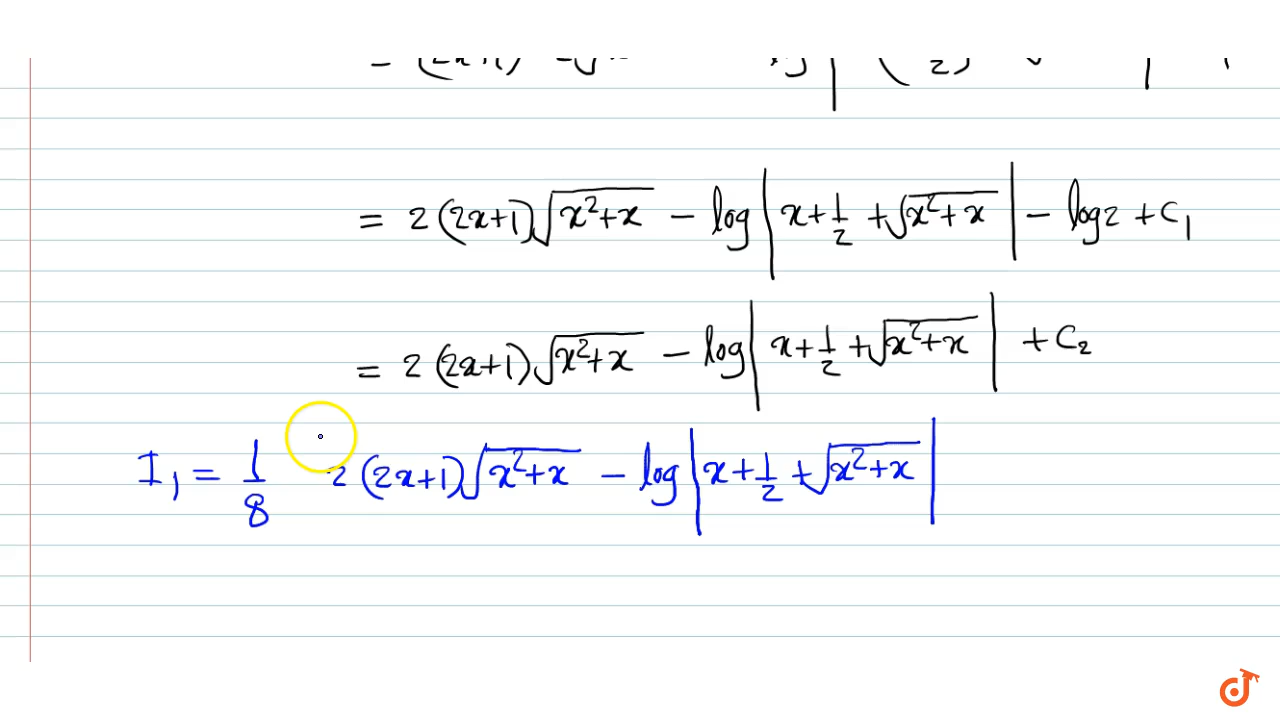 = 2(2x+1)√(x²+x) - log|x+1/2+√(x²+x)| - log2 + C₁
= 2(2x+1)√(x²+x) - log|x+1/2+√(x²+x)| + C₂
I₁ = 1/8 2(2x+1)√(x²+x) - log|x+1/2+√(x²+x)|